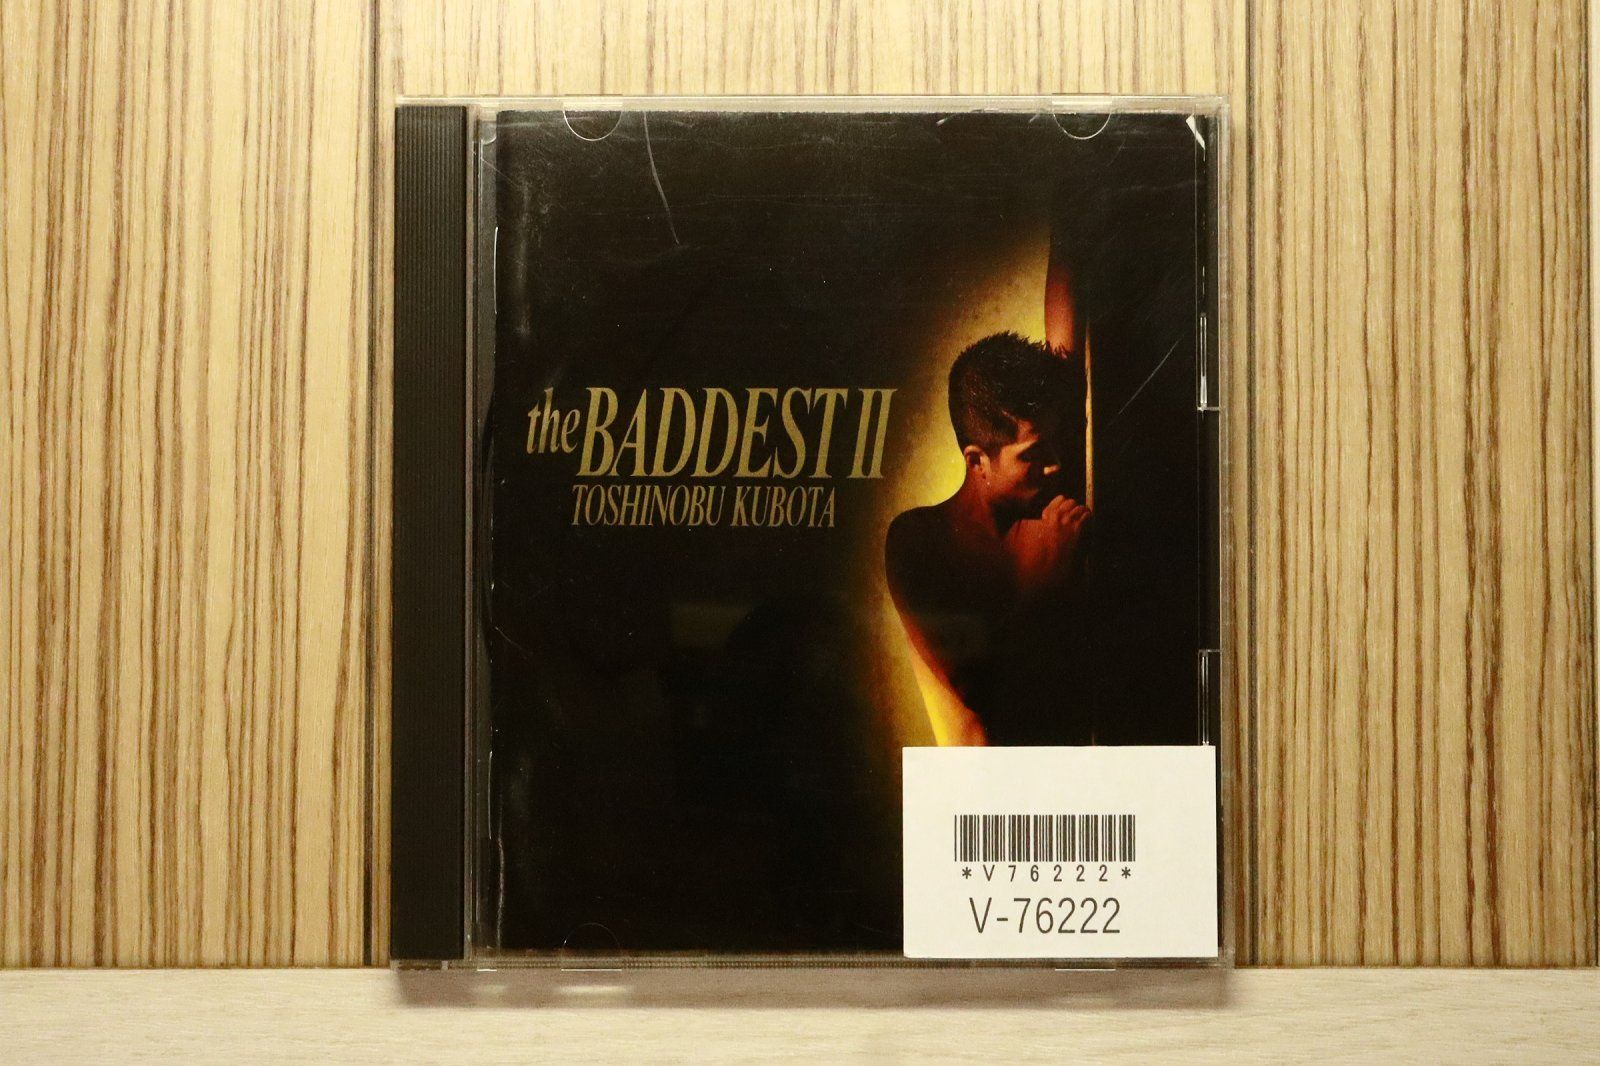 the BADDEST II
TOSHINOBU KUBOTA
*V76222*
V-76222